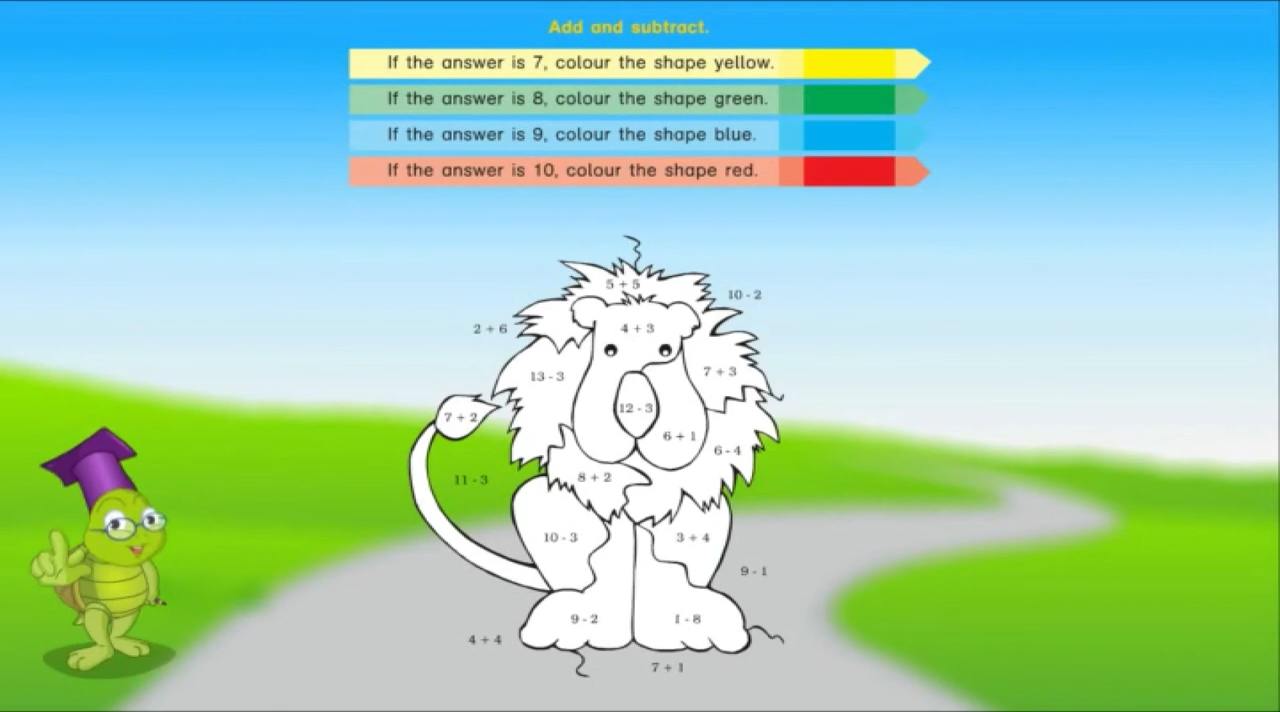 Add and subtract.
If the answer is 7, colour the shape yellow.
If the answer is 8, colour the shape green.
If the answer is 9, colour the shape blue.
If the answer is 10, colour the shape red.
5 + 5
10 - 2
2 + 6
4 + 3
13 - 3
7 + 3
7 + 2
12 - 3
6 + 1
6 - 4
11 - 3
8 + 2
10 - 3
3 + 4
9 - 1
9 - 2
1 - 8
4 + 4
7 + 1